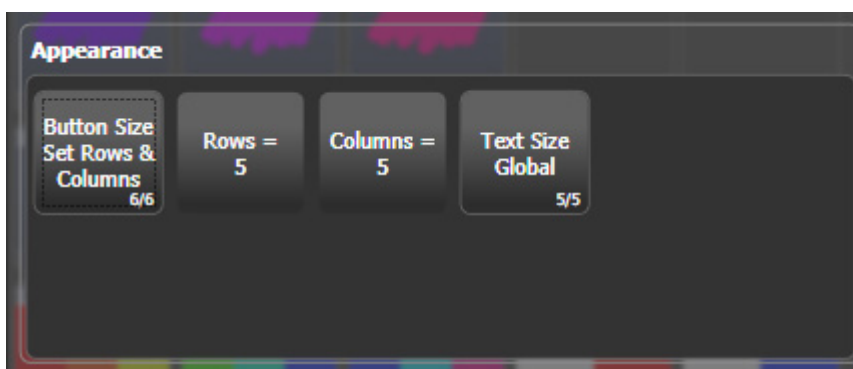 Appearance
Button Size
Set Rows &
Columns
6/6
Rows =
5
Columns =
5
Text Size
Global
5/5